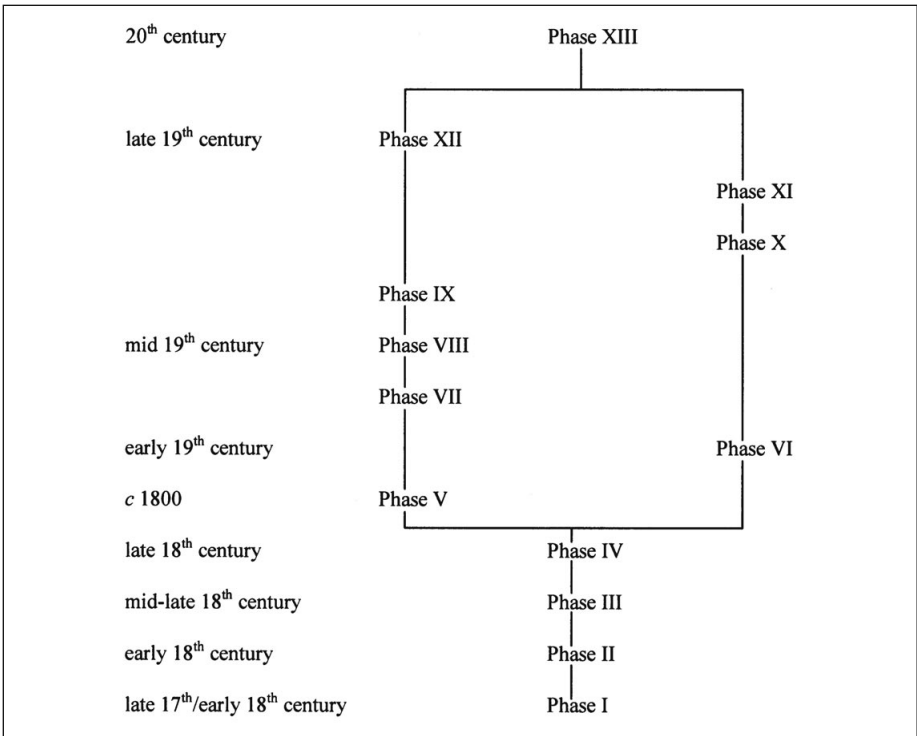 20th century Phase XIII
late 19th century Phase XII
Phase XI
Phase X
Phase IX
mid 19th century Phase VIII
Phase VII
early 19th century Phase VI
c 1800 Phase V
late 18th century Phase IV
mid-late 18th century Phase III
early 18th century Phase II
late 17th/early 18th century Phase I